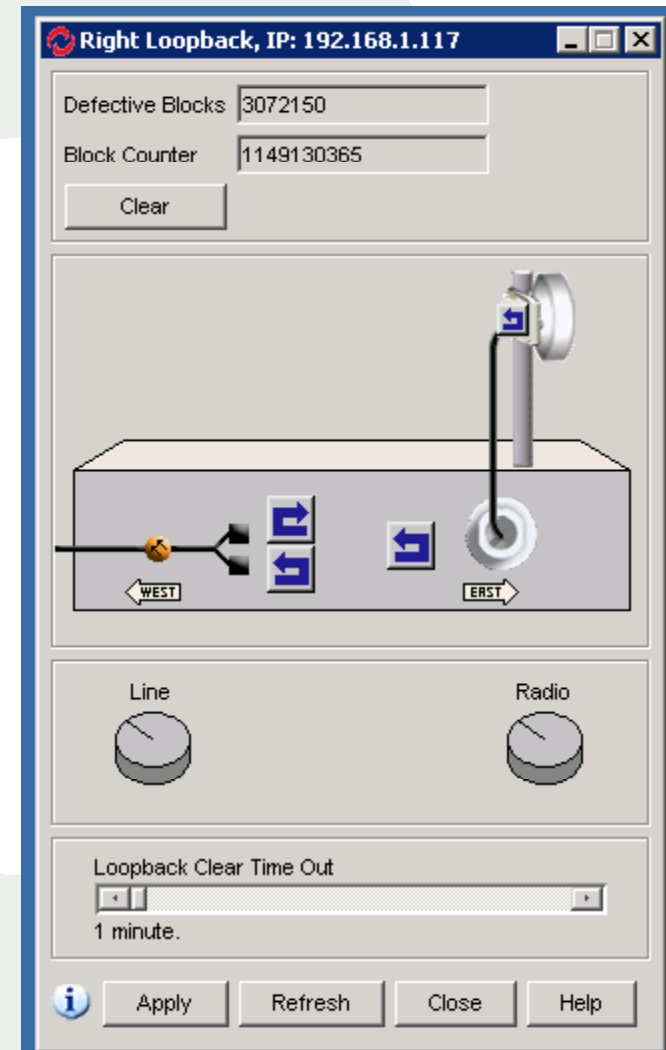 Right Loopback, IP: 192.168.1.117
Defective Blocks 3072150
Block Counter 1149130365
Clear
WEST
EAST
Line Radio
Loopback Clear Time Out
1 minute.
Apply Refresh Close Help